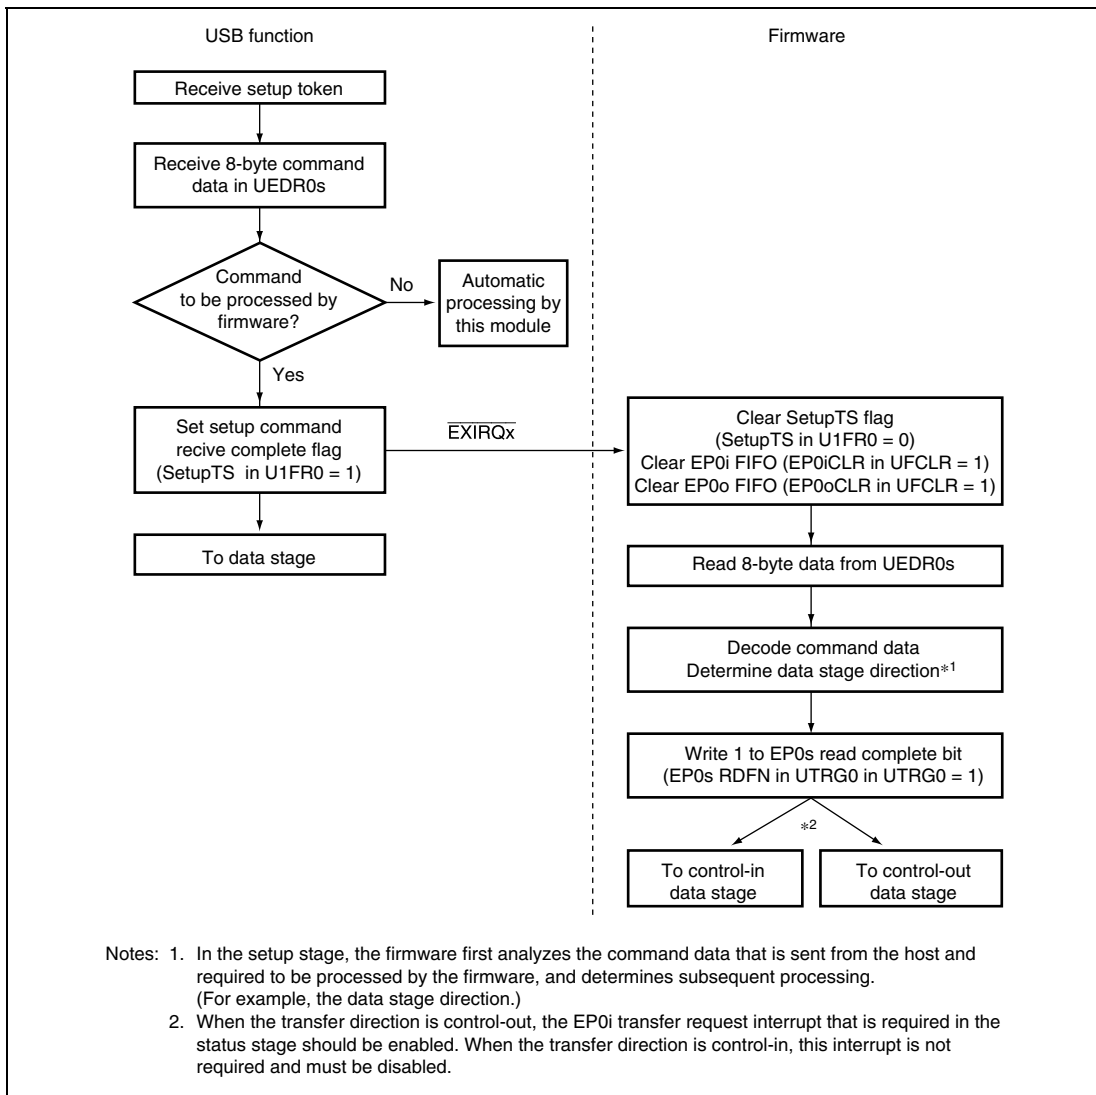 USB function
Firmware
Receive setup token
Receive 8-byte command
data in UEDR0s
Command
to be processed by
firmware?
No
Automatic
processing by
this module
Yes
Set setup command
recive complete flag
(SetupTS in U1FR0 = 1)
EXIRQx
To data stage
Clear SetupTS flag
(SetupTS in U1FR0 = 0)
Clear EP0i FIFO (EP0iCLR in UFCLR = 1)
Clear EP0o FIFO (EP0oCLR in UFCLR = 1)
Read 8-byte data from UEDR0s
Decode command data
Determine data stage direction*1
Write 1 to EP0s read complete bit
(EP0s RDFN in UTRG0 in UTRG0 = 1)
*2
To control-in
data stage
To control-out
data stage
Notes: 1. In the setup stage, the firmware first analyzes the command data that is sent from the host and
required to be processed by the firmware, and determines subsequent processing.
(For example, the data stage direction.)
2. When the transfer direction is control-out, the EP0i transfer request interrupt that is required in the
status stage should be enabled. When the transfer direction is control-in, this interrupt is not
required and must be disabled.